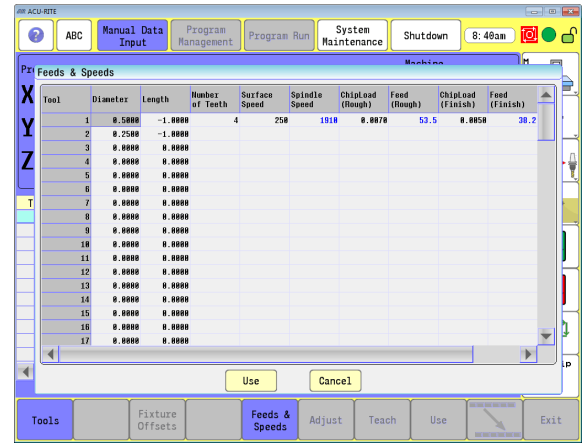 ACU-RITE
? ABC Manual Data Input Program Management Program Run System Maintenance Shutdown 8:40am
Feeds & Speeds
Tool Diameter Length Number of Teeth Surface Speed Spindle Speed ChipLoad (Rough) Feed (Rough) ChipLoad (Finish) Feed (Finish)
1 0.5000 -1.0000 4 250 1910 0.0070 53.5 0.0050 38.2
2 0.2500 -1.0000
3 0.0000 0.0000
4 0.0000 0.0000
5 0.0000 0.0000
6 0.0000 0.0000
7 0.0000 0.0000
8 0.0000 0.0000
9 0.0000 0.0000
10 0.0000 0.0000
11 0.0000 0.0000
12 0.0000 0.0000
13 0.0000 0.0000
14 0.0000 0.0000
15 0.0000 0.0000
16 0.0000 0.0000
17 0.0000 0.0000
X
Y
Z
Use Cancel
Tools Fixture Offsets Feeds & Speeds Adjust Teach Use Exit